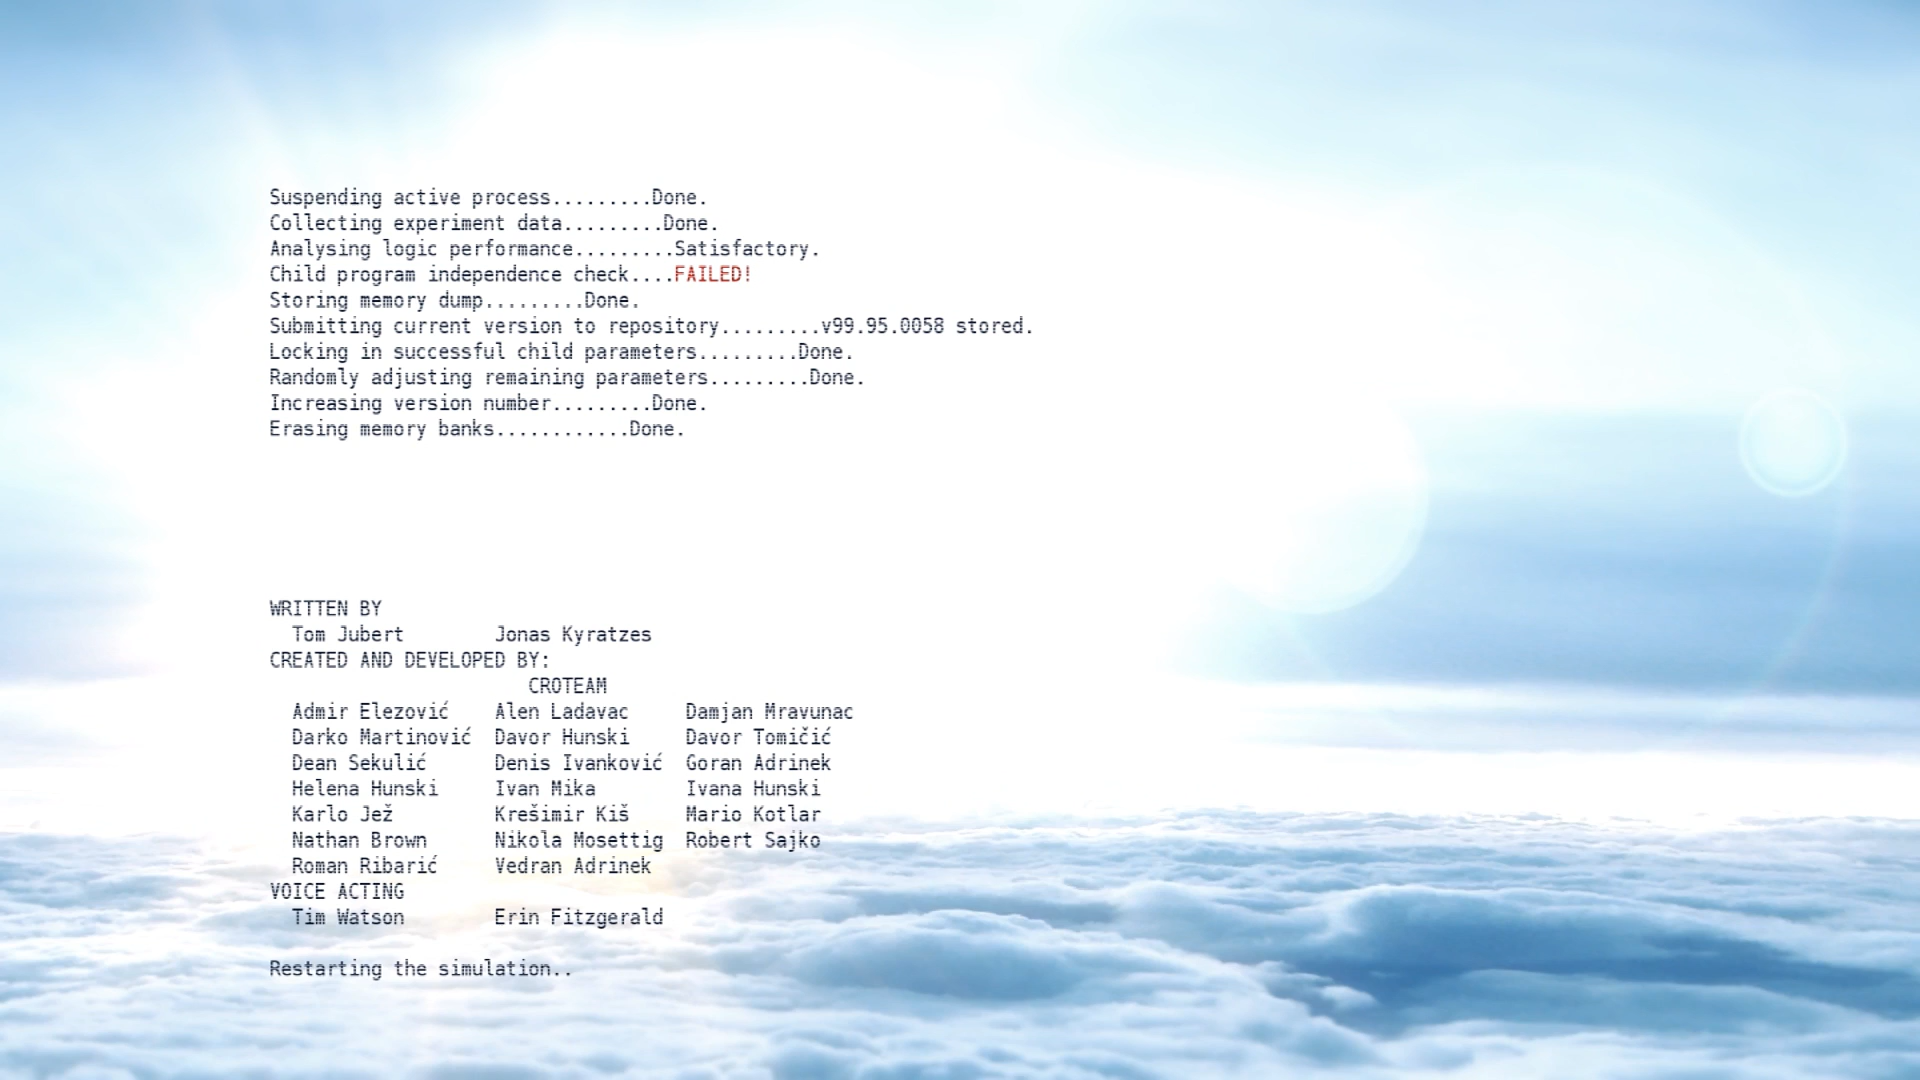 Suspending active process.........Done.
Collecting experiment data.........Done.
Analysing logic performance.........Satisfactory.
Child program independence check....FAILED!
Storing memory dump.........Done.
Submitting current version to repository.........v99.95.0058 stored.
Locking in successful child parameters.........Done.
Randomly adjusting remaining parameters.........Done.
Increasing version number.........Done.
Erasing memory banks............Done.
WRITTEN BY
Tom Jubert Jonas Kyratzes
CREATED AND DEVELOPED BY:
CROTEAM
Admir Elezović Alen Ladavac Damjan Mravunac
Darko Martinović Davor Hunski Davor Tomičić
Dean Sekulić Denis Ivanković Goran Adrinek
Helena Hunski Ivan Mika Ivana Hunski
Karlo Jež Krešimir Kiš Mario Kotlar
Nathan Brown Nikola Mosettig Robert Sajko
Roman Ribarić Vedran Adrinek
VOICE ACTING
Tim Watson Erin Fitzgerald
Restarting the simulation..